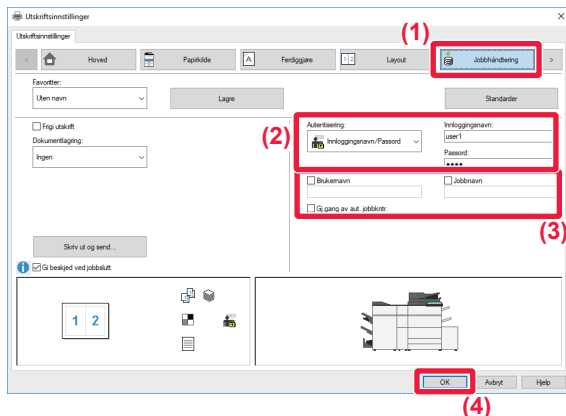 Utskriftsinnstillinger
Utskriftsinnstillinger
(1)
Hoved
Papirkilde
A
Ferdiggjøre
1 2
Layout
Jobbhåndtering
Favoritter:
Uten navn
Lagre
Standarder
(2)
Frigi utskrift
Dokumentlagring:
Ingen
Autentisering:
Innloggingsnavn/Passord
Innloggingsnavn:
user1
Passord:
••••
Brukernavn
Jobbnavn
Gj gang av aut. jobbkntr.
(3)
Skriv ut og send...
Gi beskjed ved jobbslutt
1 2
OK
Avbryt
Hjelp
(4)